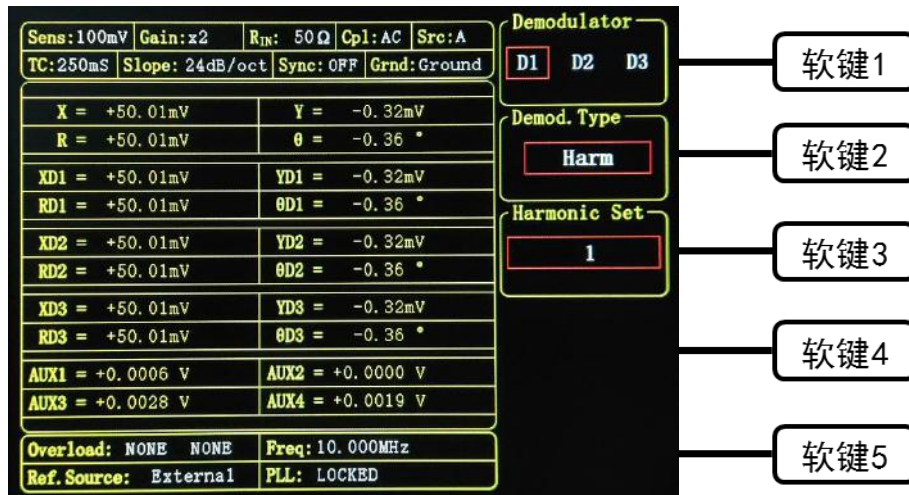 Sens:100mV Gain:x2 RIN: 50Ω Cpl:AC Src:A
TC:250mS Slope: 24dB/oct Sync: OFF Grnd:Ground
X = +50.01mV Y = -0.32mV
R = +50.01mV θ = -0.36 °
XD1 = +50.01mV YD1 = -0.32mV
RD1 = +50.01mV θD1 = -0.36 °
XD2 = +50.01mV YD2 = -0.32mV
RD2 = +50.01mV θD2 = -0.36 °
XD3 = +50.01mV YD3 = -0.32mV
RD3 = +50.01mV θD3 = -0.36 °
AUX1 = +0.0006 V AUX2 = +0.0000 V
AUX3 = +0.0028 V AUX4 = +0.0019 V
Overload: NONE NONE Freq:10.000MHz
Ref.Source: External PLL: LOCKED
Demodulator
D1 D2 D3
Demod.Type
Harm
Harmonic Set
1
软键1
软键2
软键3
软键4
软键5